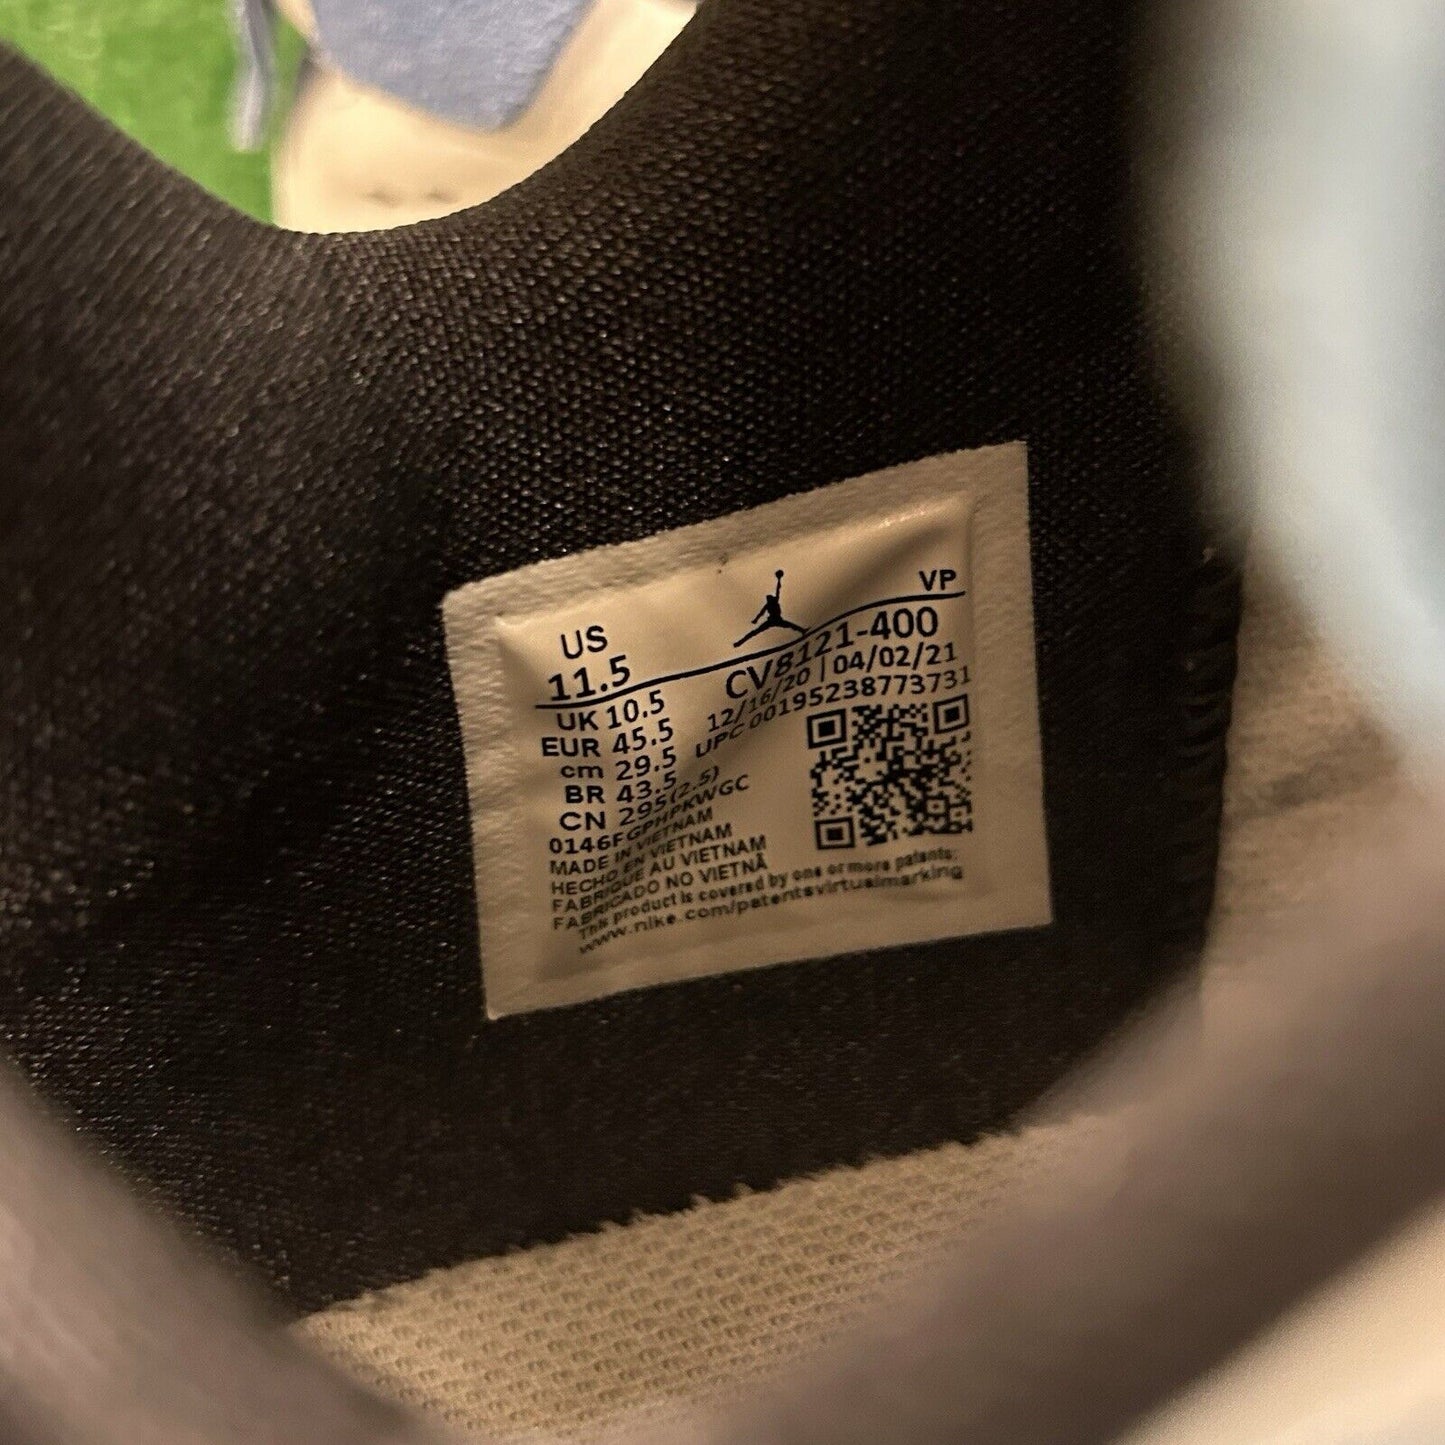 US
11.5
VP
CV8121-400
12/16/20 | 04/02/21
UPC 00195238773731
UK 10.5
EUR 45.5
cm 29.5
BR 43.5
CN 295(2.5)
0146FGPHPKWGC
MADE IN VIETNAM
HECHO EN VIETNAM
FABRIQUE AU VIETNAM
FABRICADO NO VIETNÃ
This product is covered by one or more patents:
www.nike.com/patentsvirtualmarking